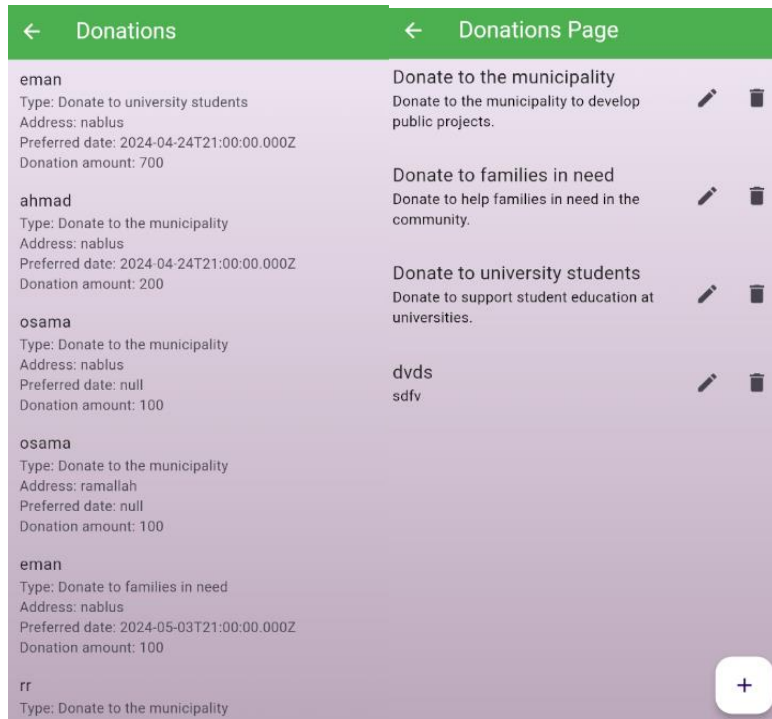 Donations
eman
Type: Donate to university students
Address: nablus
Preferred date: 2024-04-24T21:00:00.000Z
Donation amount: 700
ahmad
Type: Donate to the municipality
Address: nablus
Preferred date: 2024-04-24T21:00:00.000Z
Donation amount: 200
osama
Type: Donate to the municipality
Address: nablus
Preferred date: null
Donation amount: 100
osama
Type: Donate to the municipality
Address: ramallah
Preferred date: null
Donation amount: 100
eman
Type: Donate to families in need
Address: nablus
Preferred date: 2024-05-03T21:00:00.000Z
Donation amount: 100
rr
Type: Donate to the municipality
Donations Page
Donate to the municipality
Donate to the municipality to develop
public projects.
Donate to families in need
Donate to help families in need in the
community.
Donate to university students
Donate to support student education at
universities.
dvds
sdfv